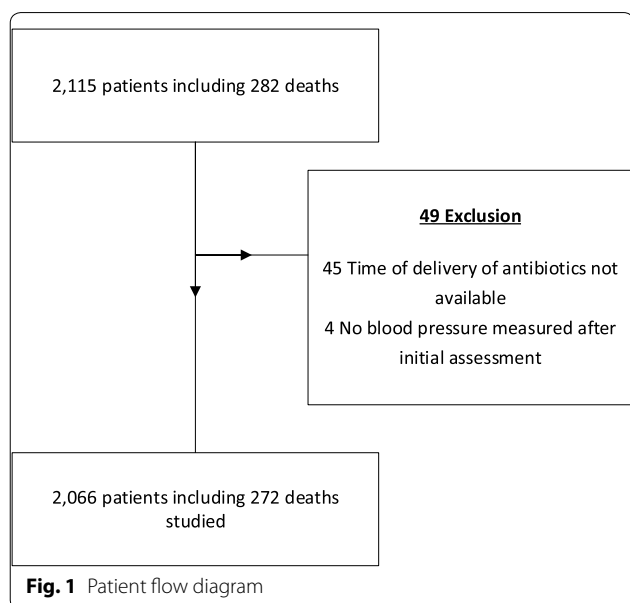 2,115 patients including 282 deaths
49 Exclusion
45 Time of delivery of antibiotics not
available
4 No blood pressure measured after
initial assessment
2,066 patients including 272 deaths
studied
Fig. 1 Patient flow diagram